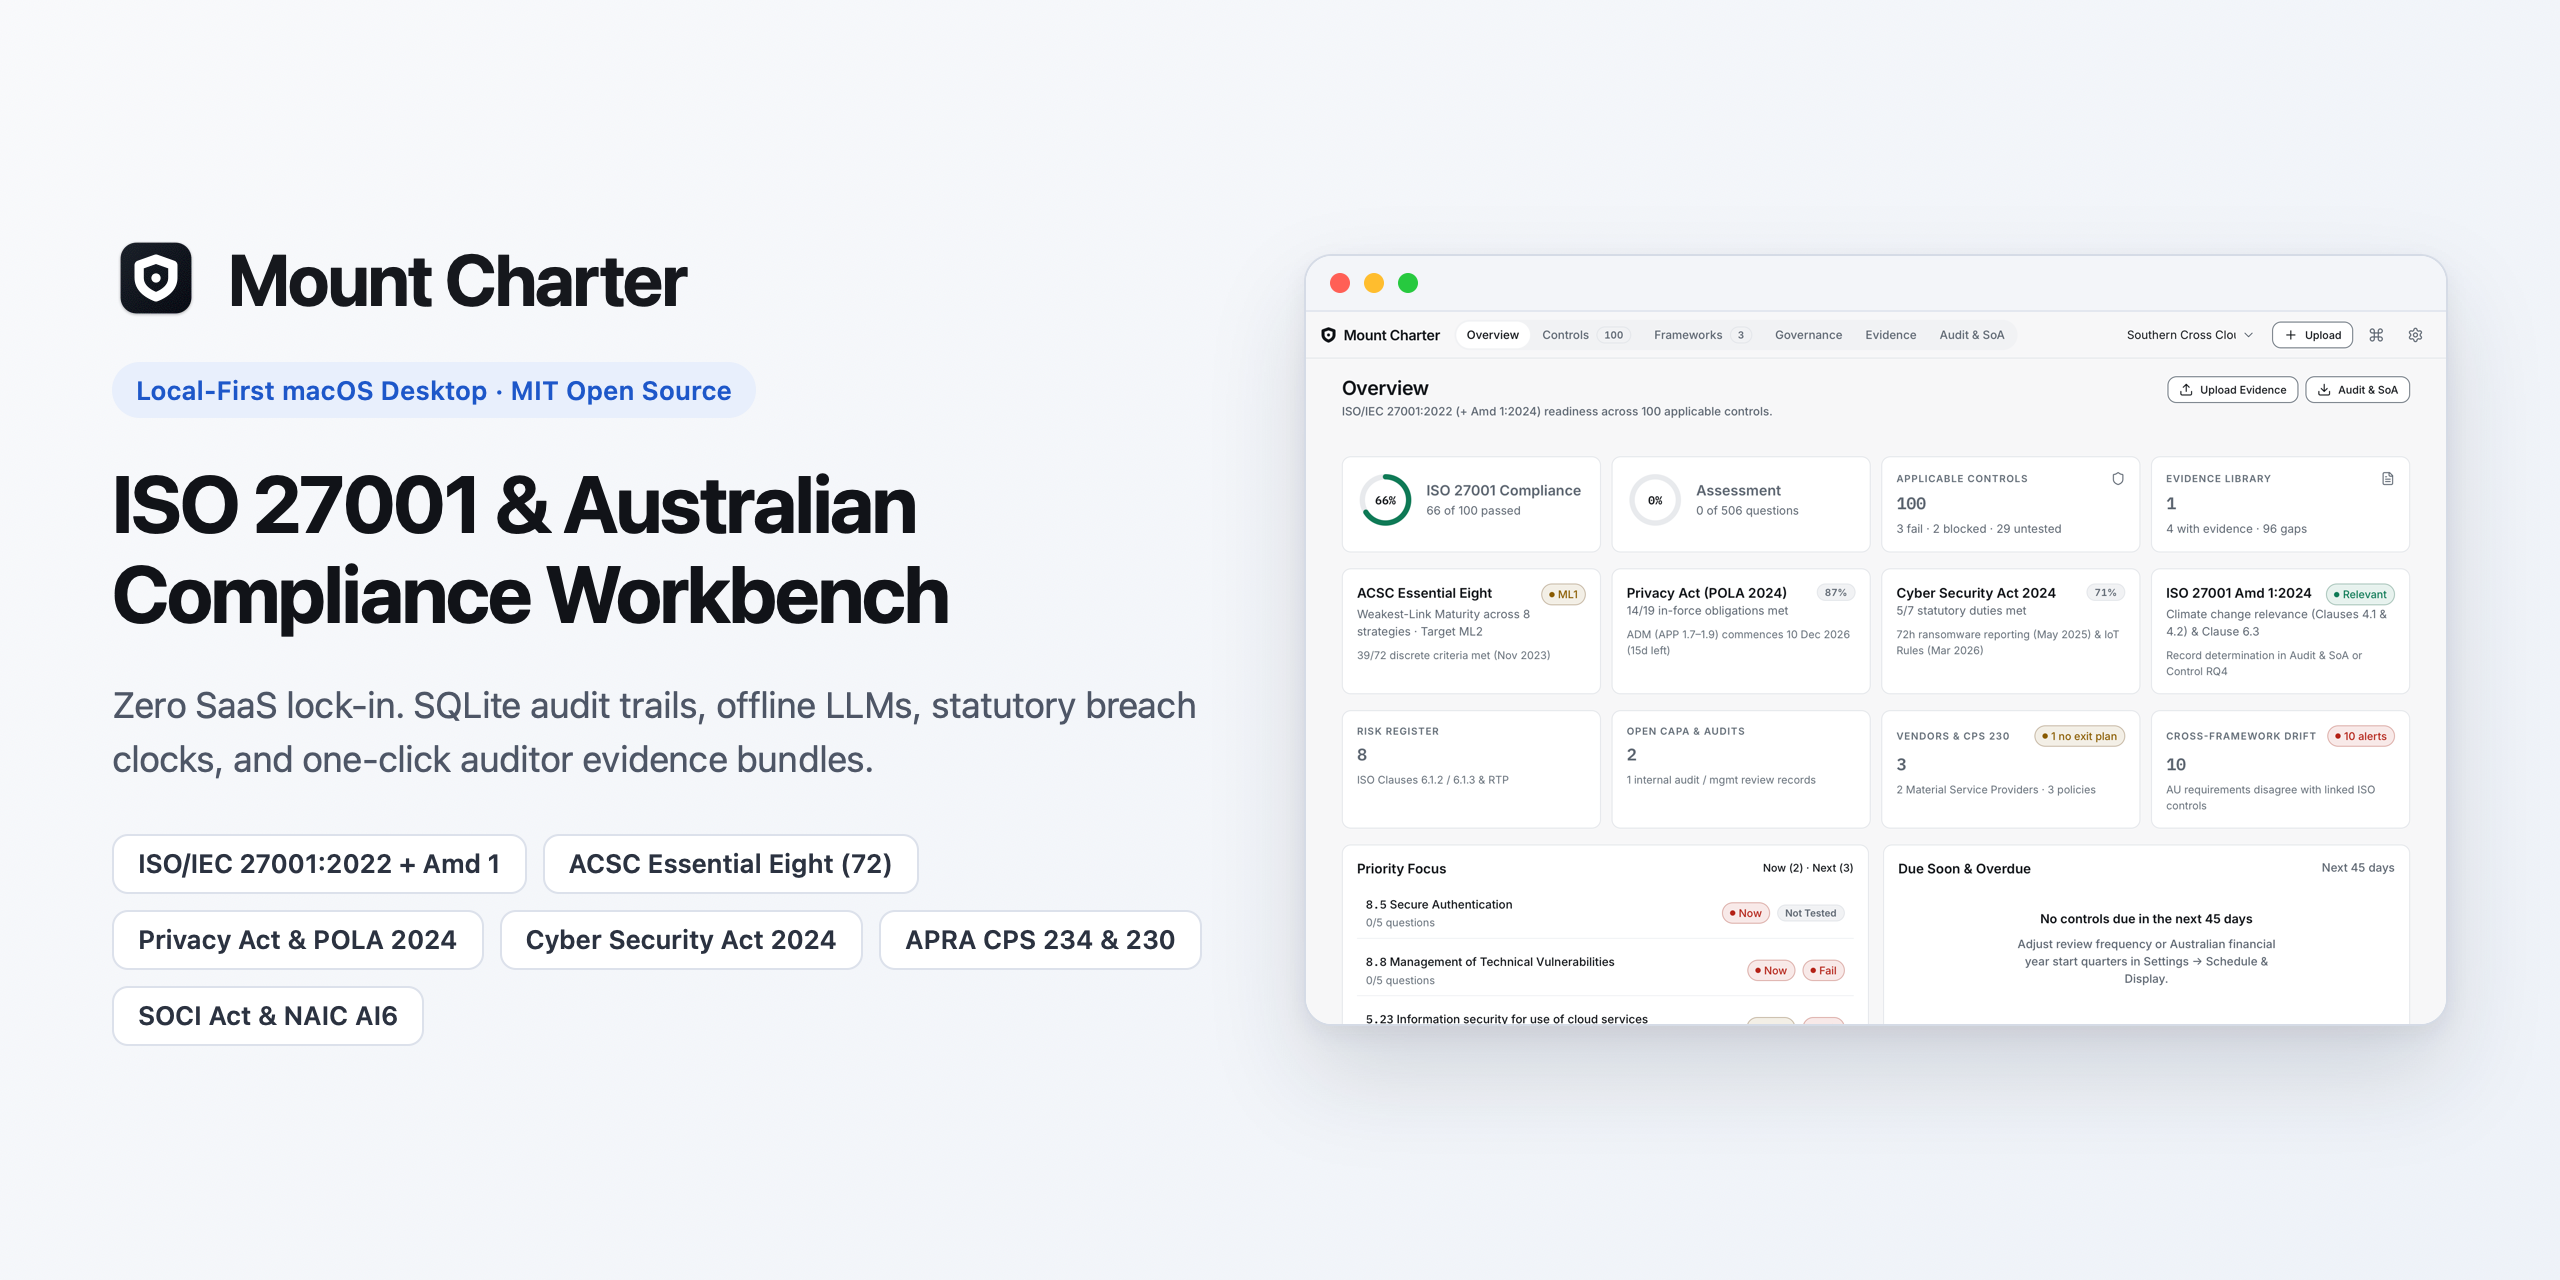 Mount Charter
Local-First macOS Desktop · MIT Open Source
ISO 27001 & Australian
Compliance Workbench
Zero SaaS lock-in. SQLite audit trails, offline LLMs, statutory breach
clocks, and one-click auditor evidence bundles.
ISO/IEC 27001:2022 + Amd 1
ACSC Essential Eight (72)
Privacy Act & POLA 2024
Cyber Security Act 2024
APRA CPS 234 & 230
SOCI Act & NAIC AI6
Mount Charter
Overview
Controls 100
Frameworks 3
Governance
Evidence
Audit & SoA
Southern Cross Clou
+ Upload
Overview
ISO/IEC 27001:2022 (+ Amd 1:2024) readiness across 100 applicable controls.
Upload Evidence
Audit & SoA
66%
ISO 27001 Compliance
66 of 100 passed
0%
Assessment
0 of 506 questions
APPLICABLE CONTROLS
100
3 fail · 2 blocked · 29 untested
EVIDENCE LIBRARY
1
4 with evidence · 96 gaps
ACSC Essential Eight
ML1
Weakest-Link Maturity across 8
strategies · Target ML2
39/72 discrete criteria met (Nov 2023)
Privacy Act (POLA 2024)
87%
14/19 in-force obligations met
ADM (APP 1.7–1.9) commences 10 Dec 2026
(15d left)
Cyber Security Act 2024
71%
5/7 statutory duties met
72h ransomware reporting (May 2025) & IoT
Rules (Mar 2026)
ISO 27001 Amd 1:2024
Relevant
Climate change relevance (Clauses 4.1 &
4.2) & Clause 6.3
Record determination in Audit & SoA or
Control RQ4
RISK REGISTER
8
ISO Clauses 6.1.2 / 6.1.3 & RTP
OPEN CAPA & AUDITS
2
1 internal audit / mgmt review records
VENDORS & CPS 230
1 no exit plan
3
2 Material Service Providers · 3 policies
CROSS-FRAMEWORK DRIFT
10 alerts
10
AU requirements disagree with linked ISO
controls
Priority Focus
Now (2) · Next (3)
8.5 Secure Authentication
0/5 questions
Now
Not Tested
8.8 Management of Technical Vulnerabilities
0/5 questions
Now
Fail
5.23 Information security for use of cloud services
Due Soon & Overdue
Next 45 days
No controls due in the next 45 days
Adjust review frequency or Australian financial
year start quarters in Settings → Schedule &
Display.